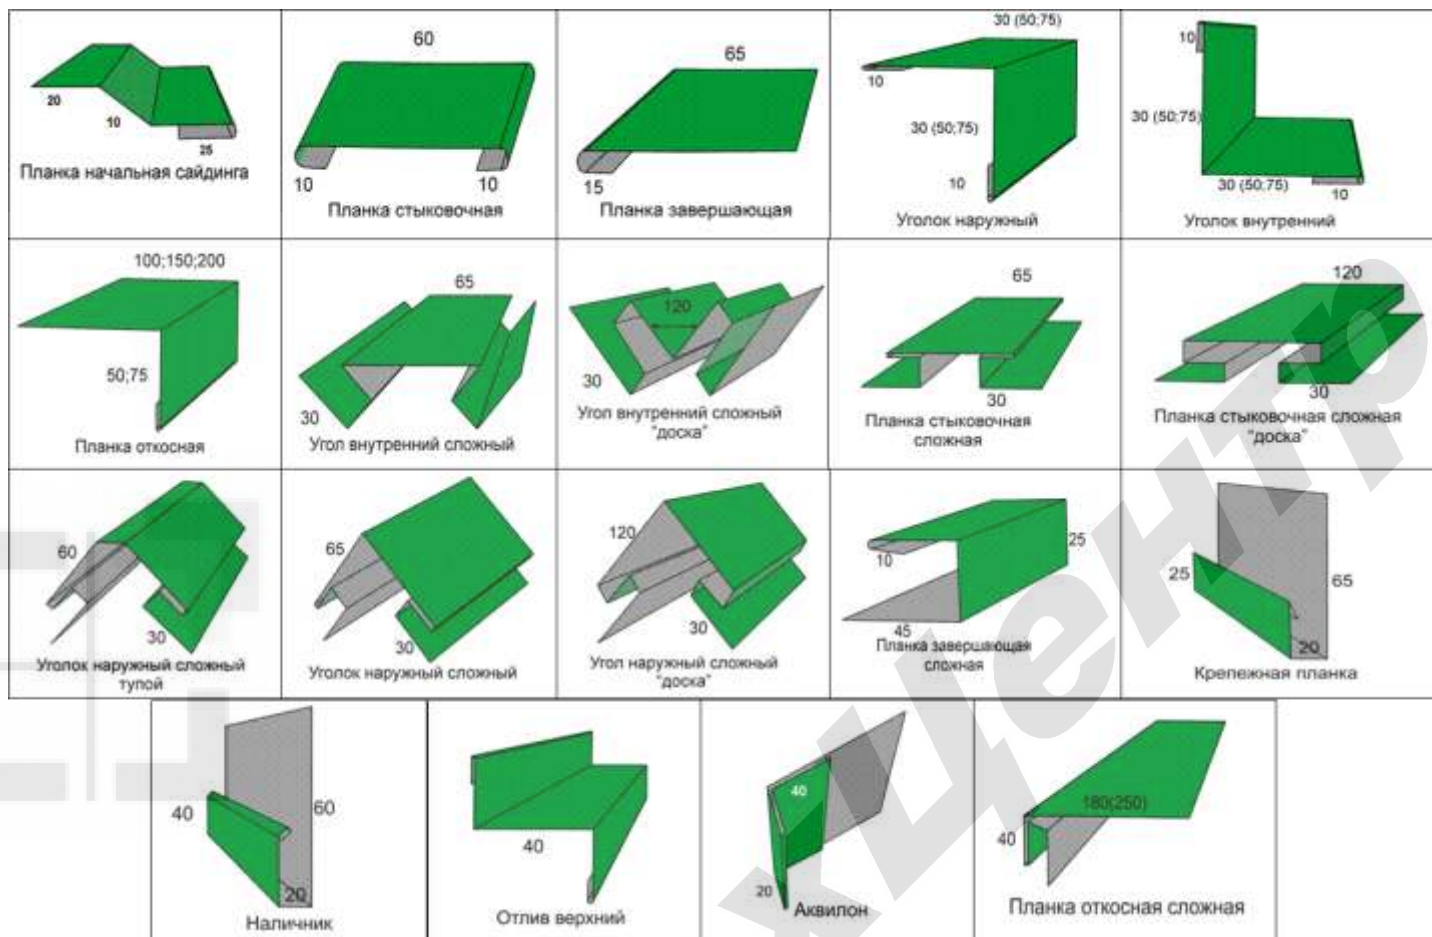 20
10
25
Планка начальная сайдинга
60
10
10
Планка стыковочная
65
15
Планка завершающая
30 (50;75)
10
30 (50;75)
10
Уголок наружный
10
30 (50;75)
30 (50;75)
10
Уголок внутренний
100;150;200
50;75
Планка откосная
65
30
Угол внутренний сложный
120
30
Угол внутренний сложный
"доска"
65
30
Планка стыковочная
сложная
120
30
Планка стыковочная сложная
"доска"
60
30
Уголок наружный сложный
тупой
65
30
Уголок наружный сложный
120
30
Угол наружный сложный
"доска"
25
10
45
Планка завершающая
сложная
25
65
20
Крепежная планка
40
60
20
Наличник
40
Отлив верхний
40
20
Аквилон
180(250)
40
Планка откосная сложная
хЦентр